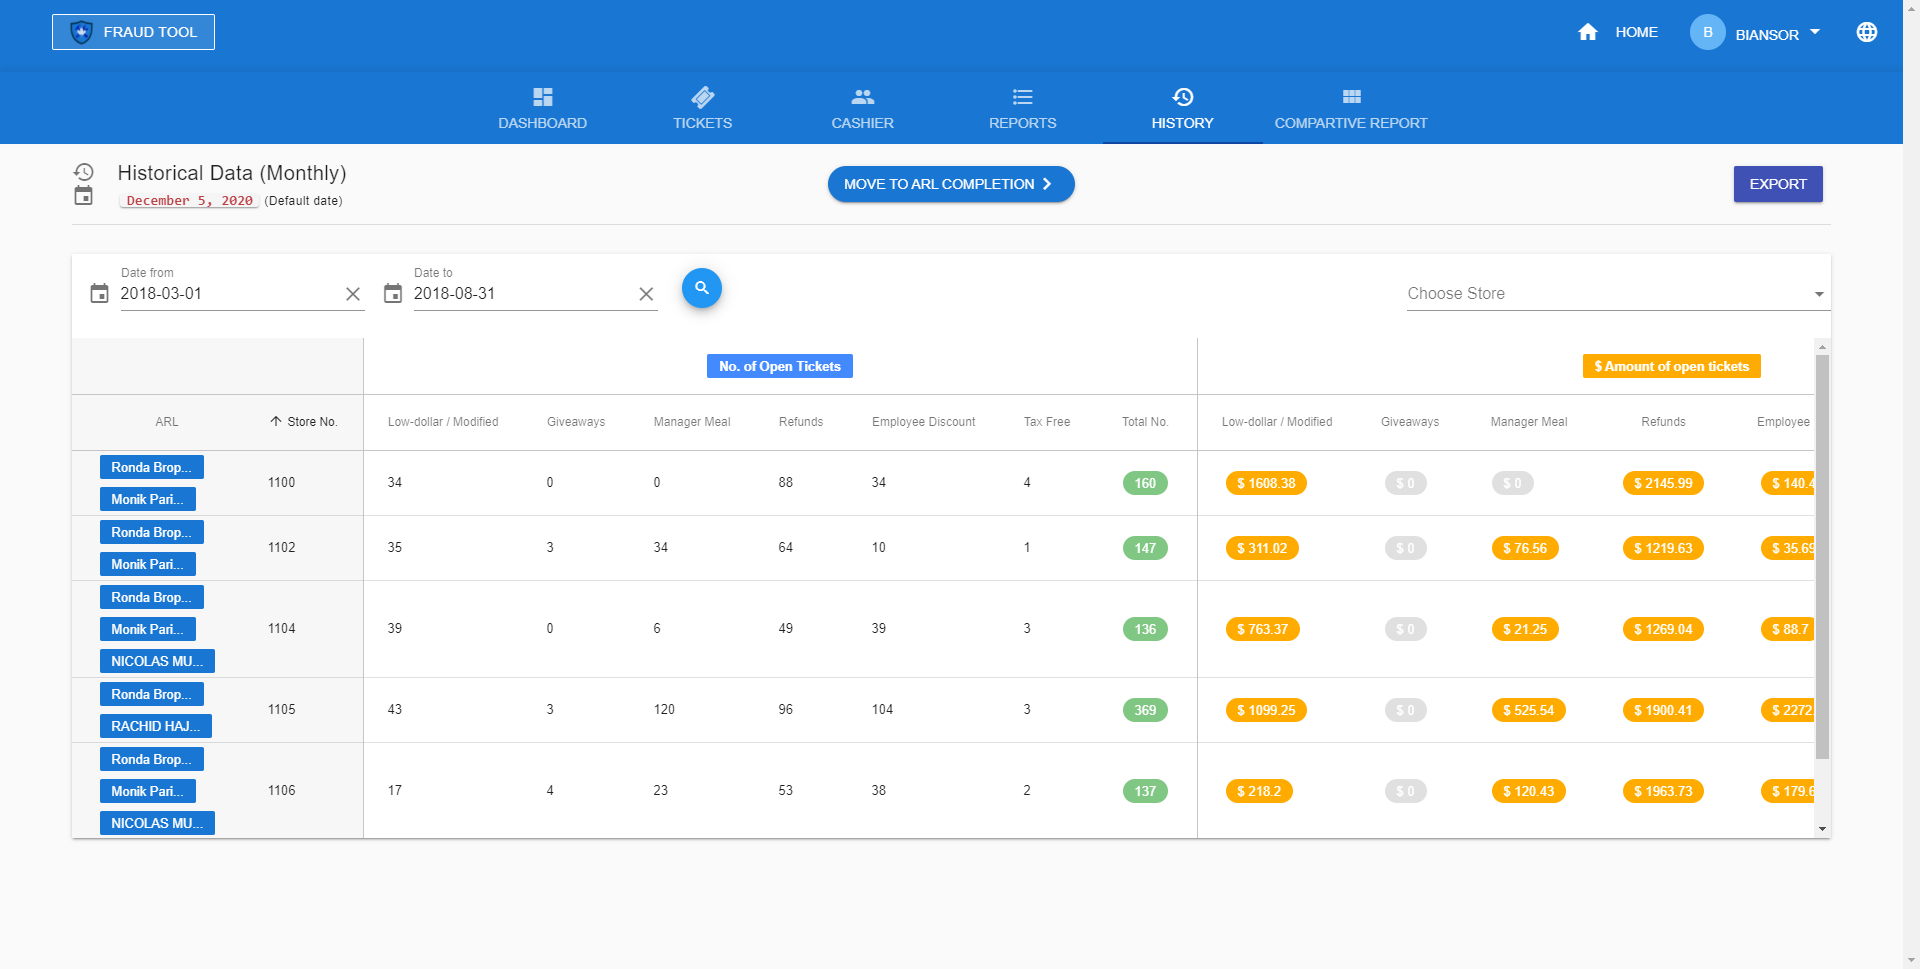 FRAUD TOOL
HOME
B
BIANSOR
DASHBOARD
TICKETS
CASHIER
REPORTS
HISTORY
COMPARTIVE REPORT
Historical Data (Monthly)
December 5, 2020 (Default date)
MOVE TO ARL COMPLETION
EXPORT
Date from
2018-03-01
Date to
2018-08-31
Choose Store
No. of Open Tickets
$ Amount of open tickets
ARL Store No. Low-dollar / Modified Giveaways Manager Meal Refunds Employee Discount Tax Free Total No. Low-dollar / Modified Giveaways Manager Meal Refunds Employee
Ronda Brop...
Monik Pari...
1100 34 0 0 88 34 4 160 $ 1608.38 $ 0 $ 0 $ 2145.99 $ 140.4
Ronda Brop...
Monik Pari...
1102 35 3 34 64 10 1 147 $ 311.02 $ 0 $ 76.56 $ 1219.63 $ 35.69
Ronda Brop...
Monik Pari...
NICOLAS MU...
1104 39 0 6 49 39 3 136 $ 763.37 $ 0 $ 21.25 $ 1269.04 $ 88.7
Ronda Brop...
RACHID HAJ...
1105 43 3 120 96 104 3 369 $ 1099.25 $ 0 $ 525.54 $ 1900.41 $ 2272
Ronda Brop...
Monik Pari...
NICOLAS MU...
1106 17 4 23 53 38 2 137 $ 218.2 $ 0 $ 120.43 $ 1963.73 $ 179.6